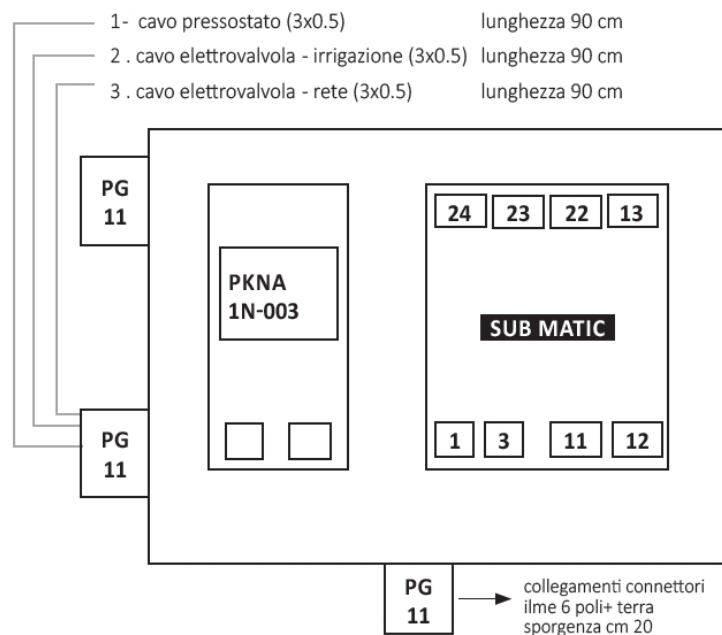 1- cavo pressostato (3x0.5) lunghezza 90 cm
2 . cavo elettrovalvola - irrigazione (3x0.5) lunghezza 90 cm
3 . cavo elettrovalvola - rete (3x0.5) lunghezza 90 cm
PG
11
24 23 22 13
PKNA
1N-003
SUB MATIC
PG
11
1 3 11 12
PG
11
collegamenti connettori
ilme 6 poli+ terra
sporgenza cm 20